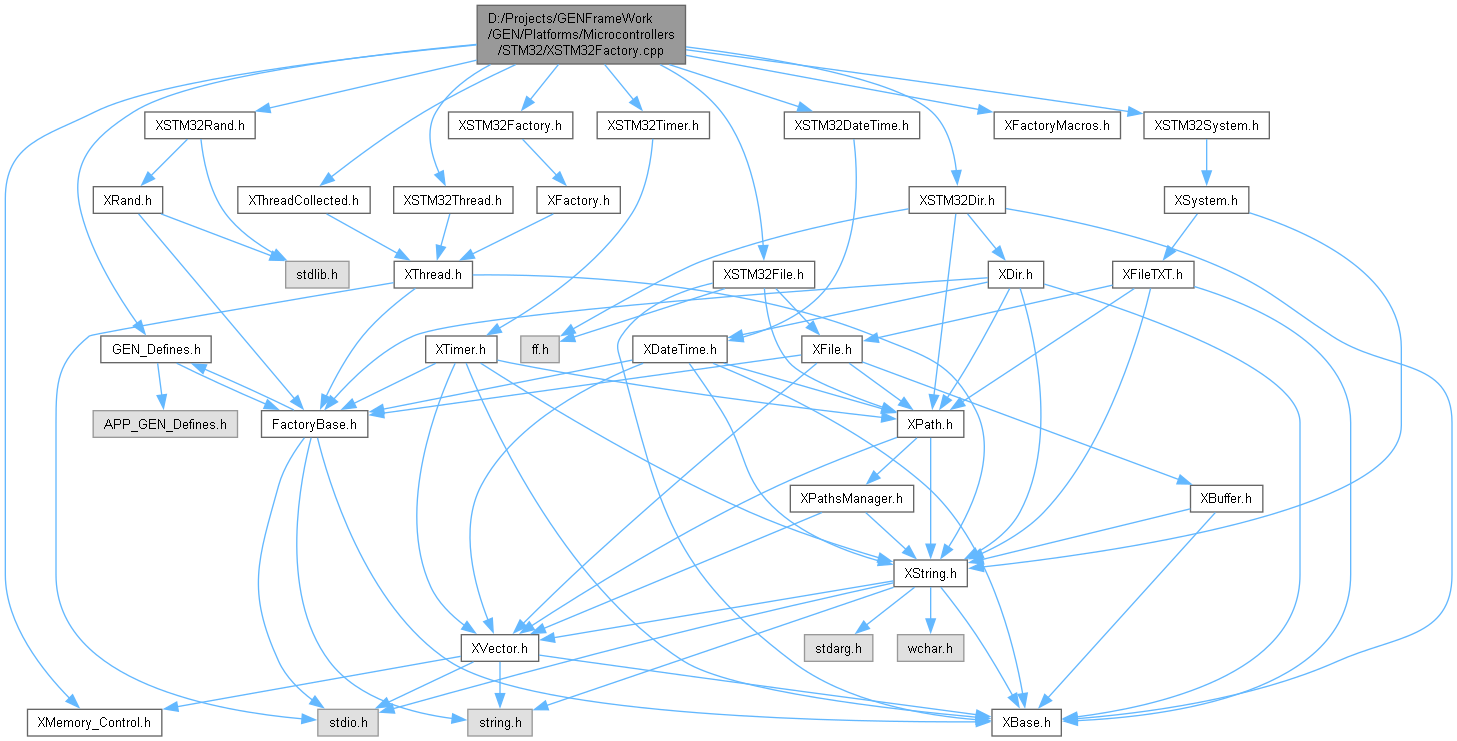 D:/Projects/GENFrameWork
/GEN/Platforms/Microcontrollers
/STM32/XSTM32Factory.cpp
XSTM32Rand.h
XSTM32Factory.h
XSTM32Timer.h
XSTM32DateTime.h
XFactoryMacros.h
XSTM32System.h
XRand.h
XThreadCollected.h
XSTM32Thread.h
XFactory.h
XSTM32Dir.h
XSystem.h
stdlib.h
XThread.h
XSTM32File.h
XDir.h
XFileTXT.h
GEN_Defines.h
XTimer.h
ff.h
XDateTime.h
XFile.h
APP_GEN_Defines.h
FactoryBase.h
XPath.h
XPathsManager.h
XBuffer.h
XString.h
XVector.h
stdarg.h
wchar.h
XMemory_Control.h
stdio.h
string.h
XBase.h